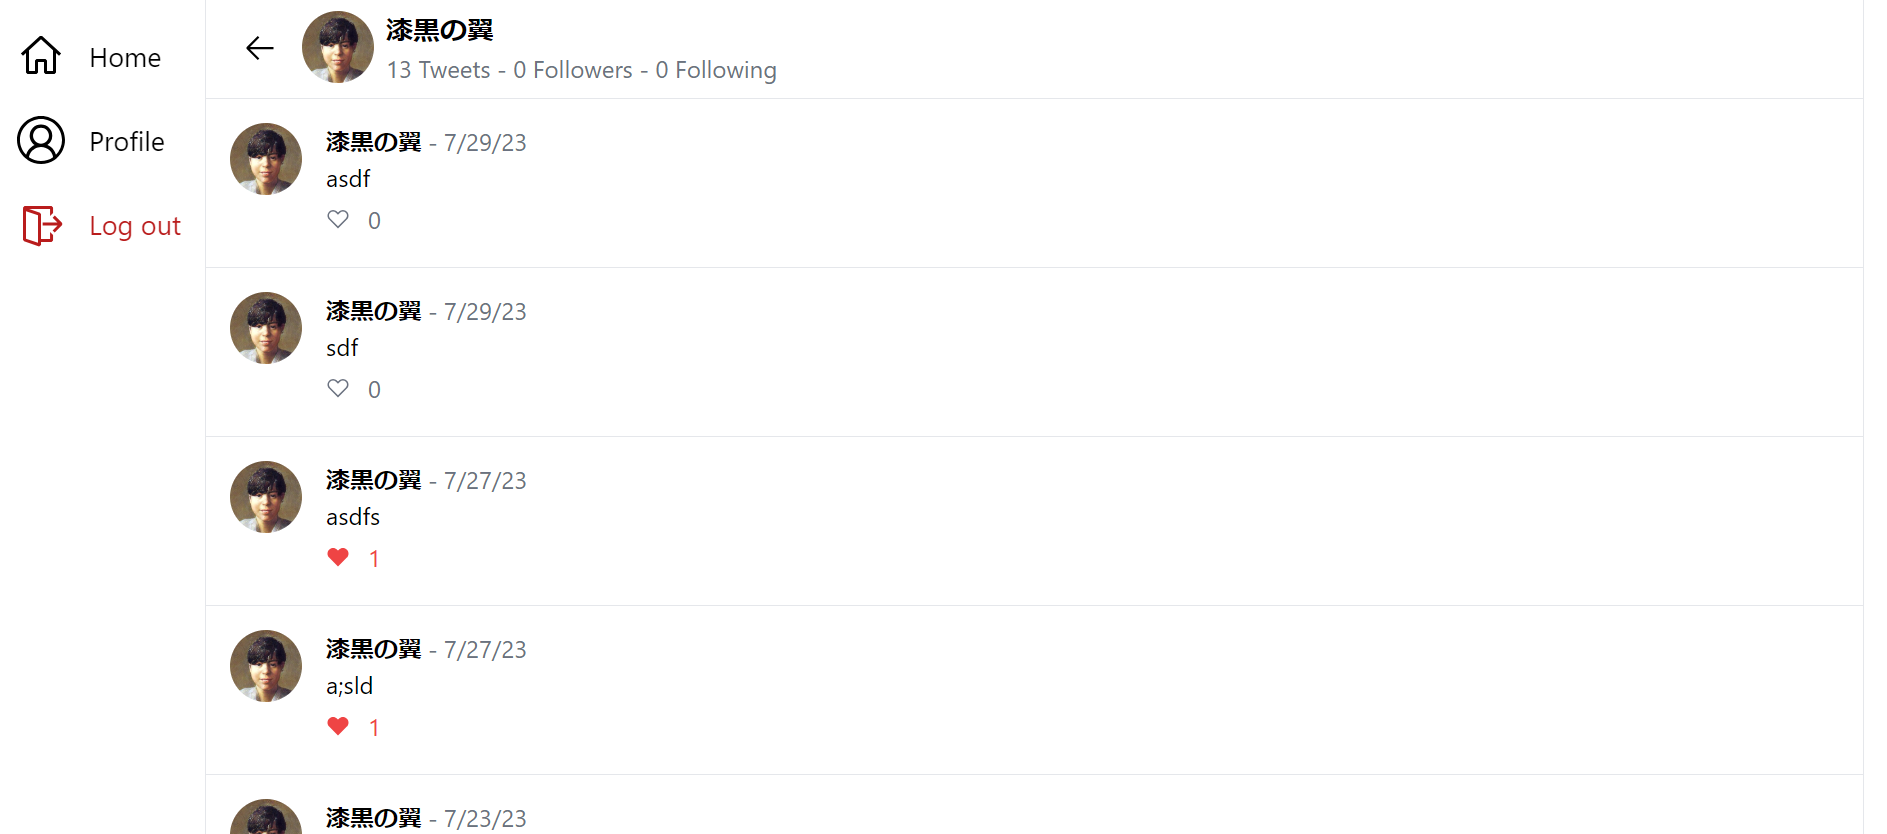 Home
Profile
Log out
漆黒の翼
13 Tweets - 0 Followers - 0 Following
漆黒の翼 - 7/29/23
asdf
0
漆黒の翼 - 7/29/23
sdf
0
漆黒の翼 - 7/27/23
asdfs
1
漆黒の翼 - 7/27/23
a;sld
1
漆黒の翼 - 7/23/23